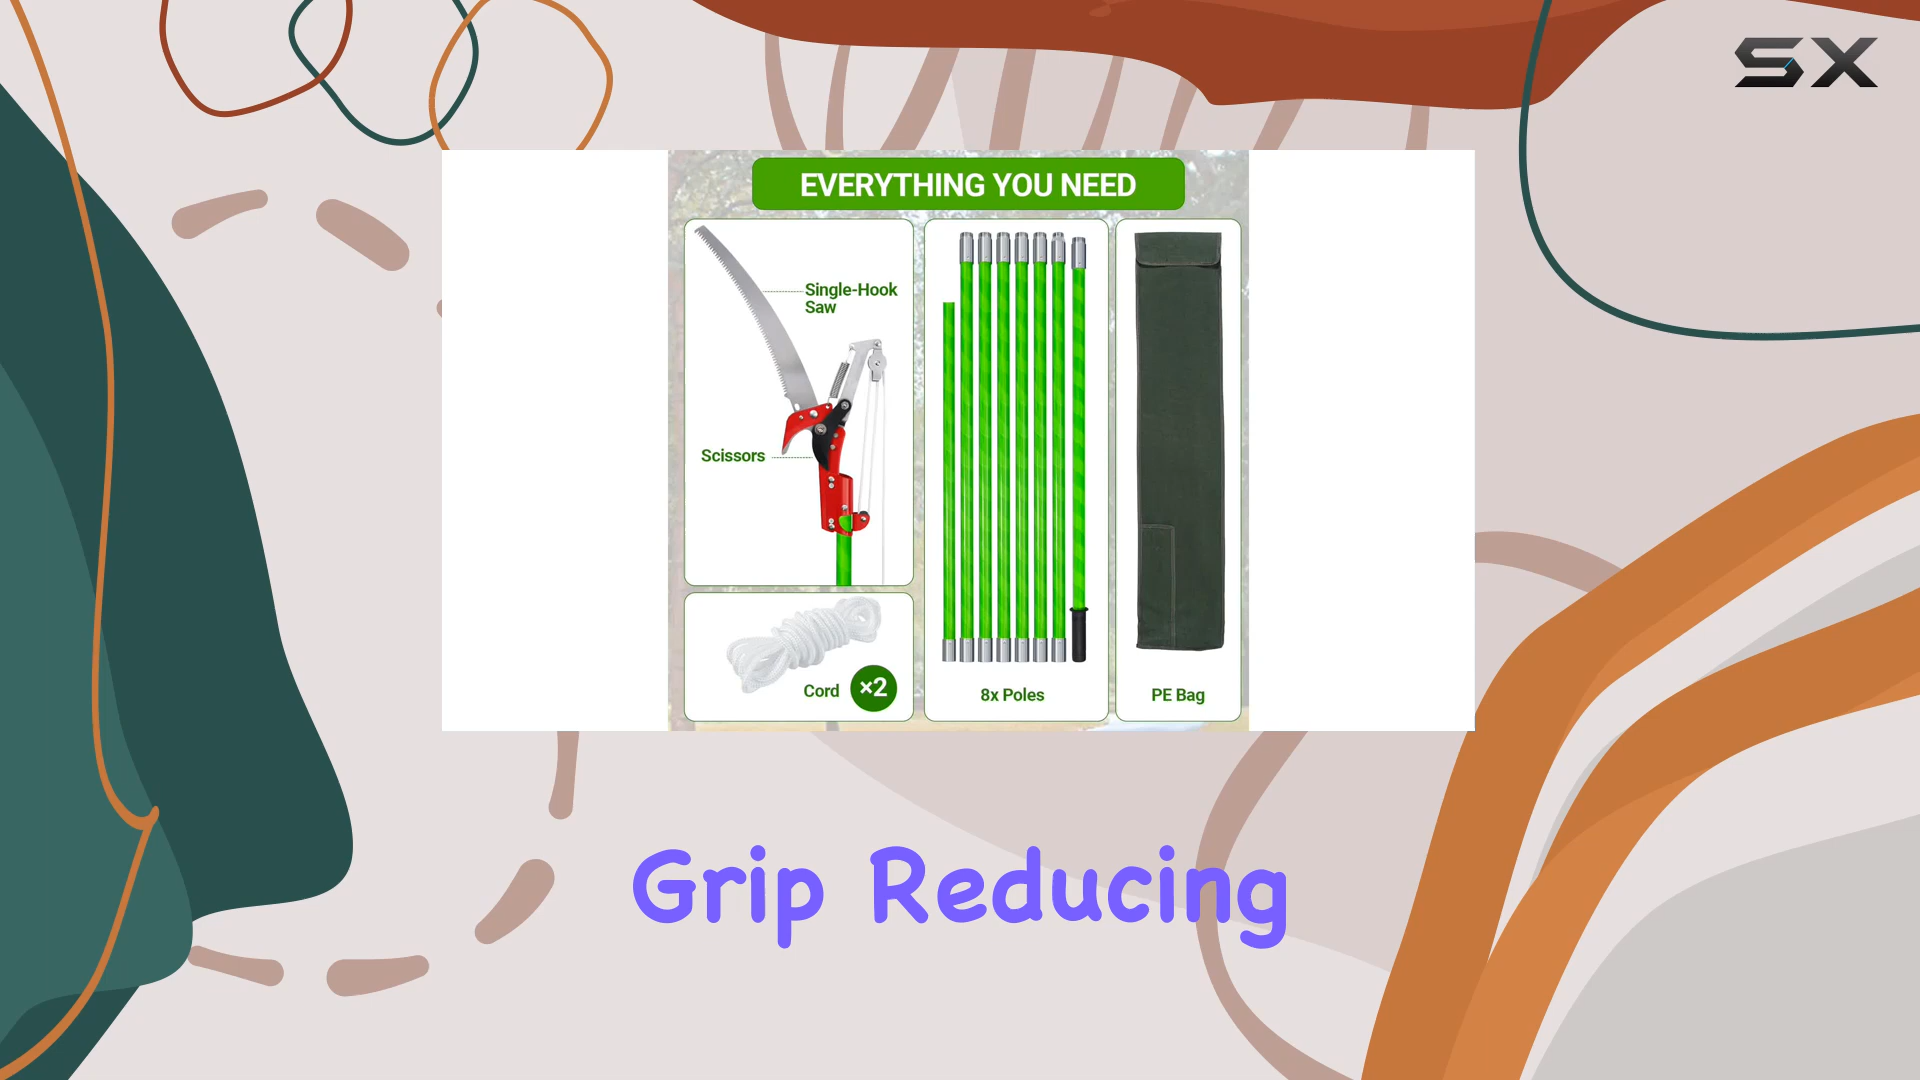 SX
EVERYTHING YOU NEED
Single-Hook
Saw
Scissors
Cord
×2
8x Poles
PE Bag
Grip Reducing